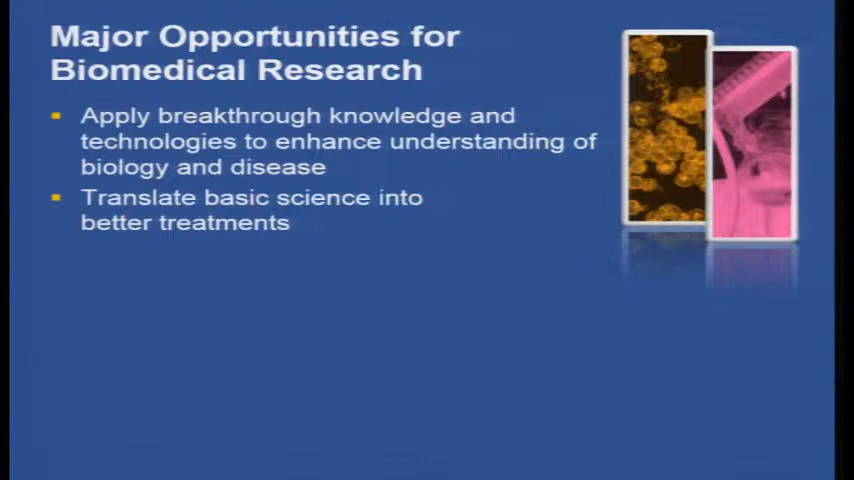 Major Opportunities for
Biomedical Research
Apply breakthrough knowledge and
technologies to enhance understanding of
biology and disease
Translate basic science into
better treatments